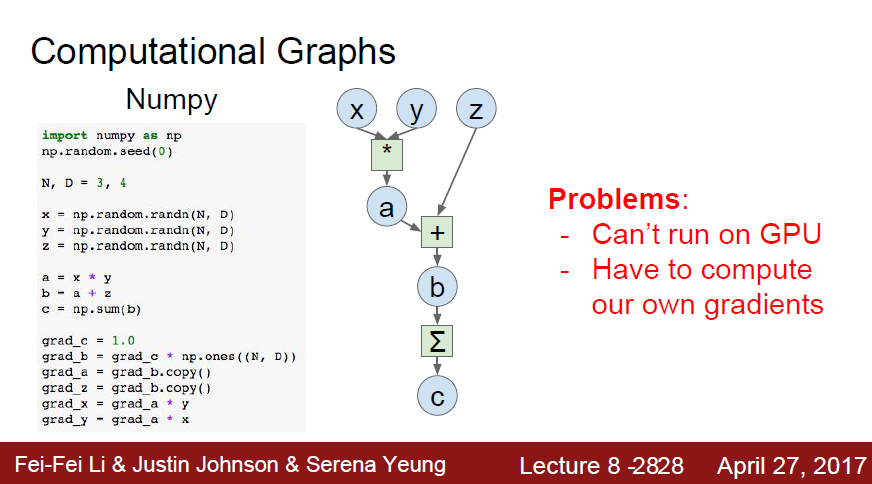 Computational Graphs
Numpy
import numpy as np
np.random.seed(0)
N, D = 3, 4
x = np.random.randn(N, D)
y = np.random.randn(N, D)
z = np.random.randn(N, D)
a = x * y
b = a + z
c = np.sum(b)
grad_c = 1.0
grad_b = grad_c * np.ones((N, D))
grad_a = grad_b.copy()
grad_z = grad_b.copy()
grad_x = grad_a * y
grad_y = grad_a * x
x y z
*
a
+
b
Σ
c
Problems:
- Can't run on GPU
- Have to compute
our own gradients
Fei-Fei Li & Justin Johnson & Serena Yeung Lecture 8 -2828 April 27, 2017